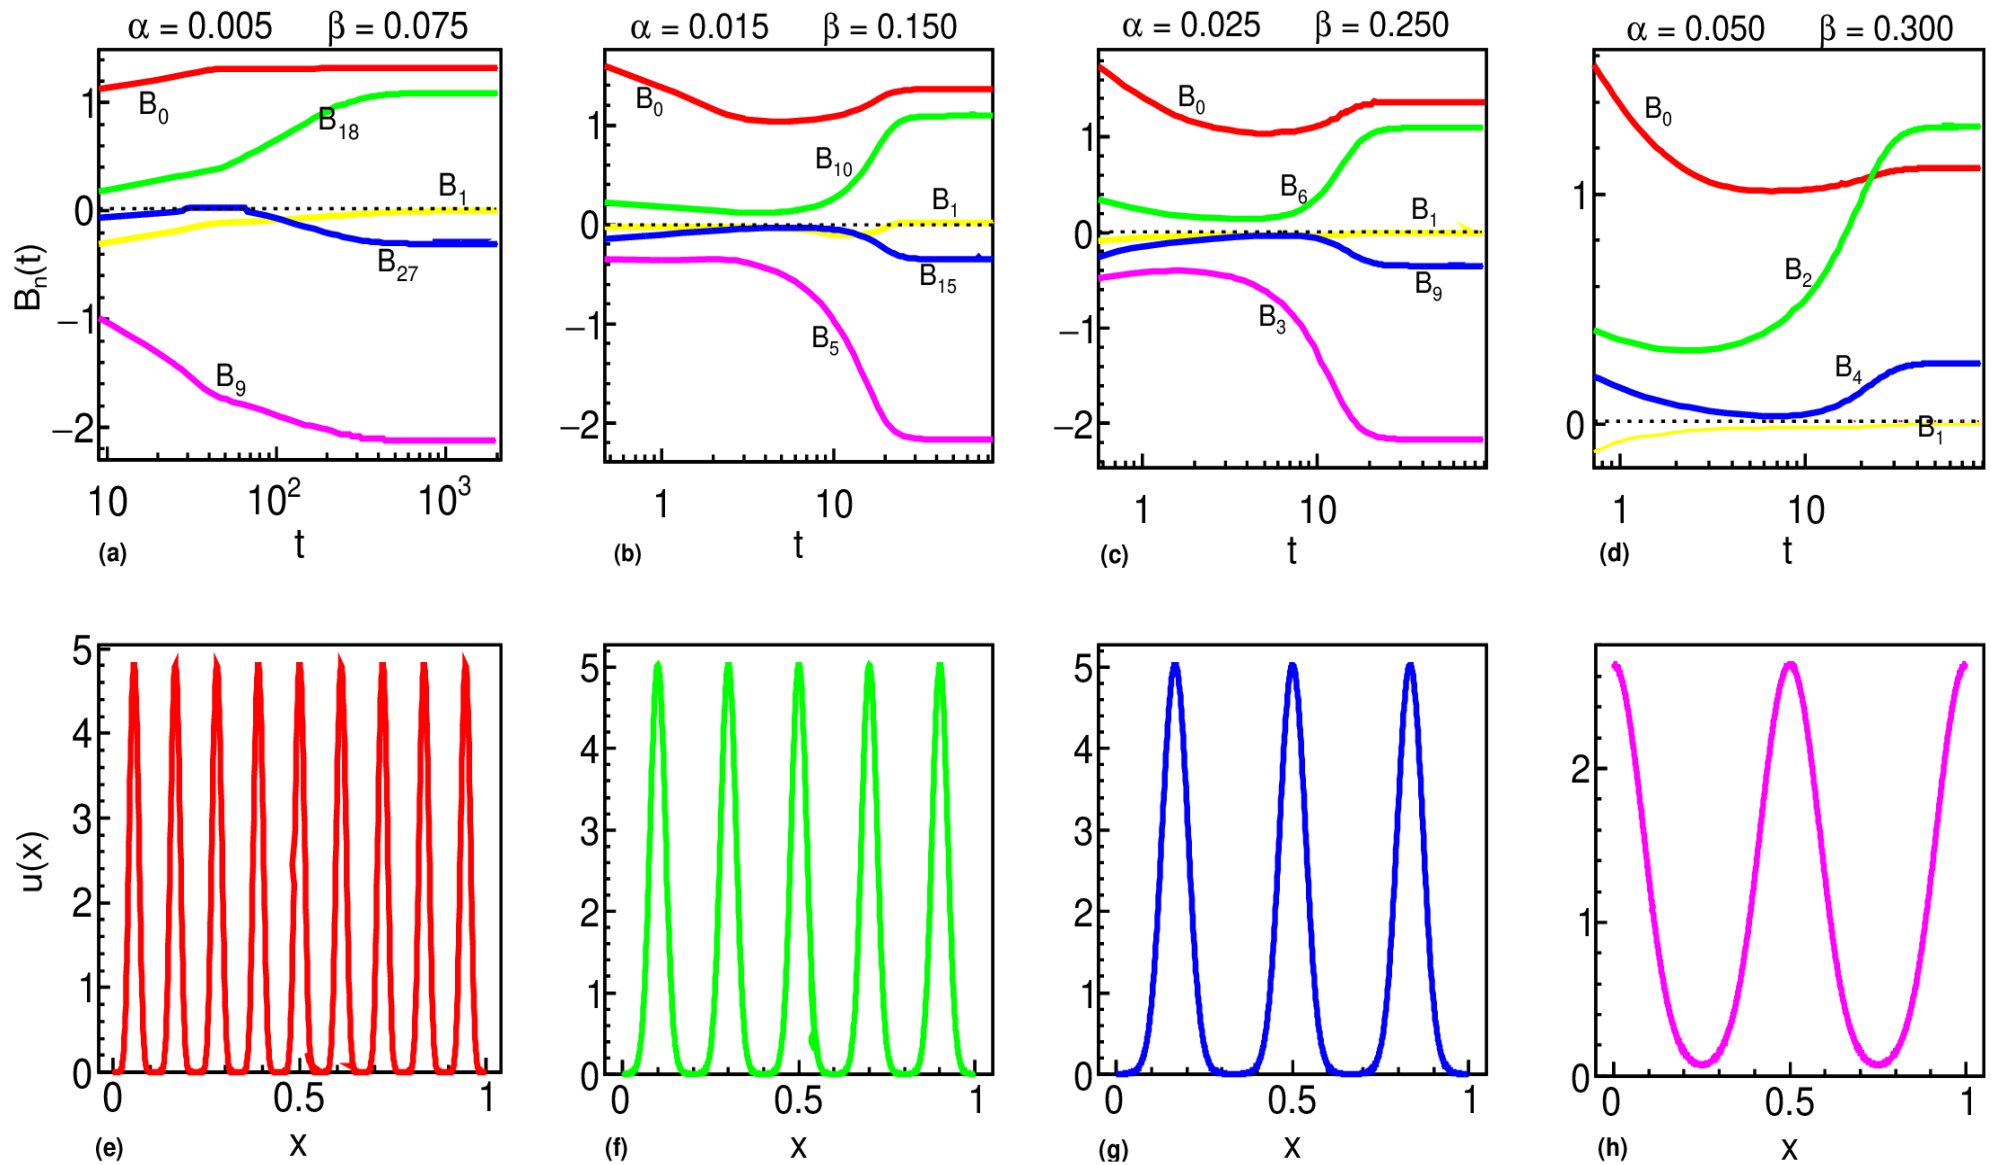 α = 0.005 β = 0.075
α = 0.015 β = 0.150
α = 0.025 β = 0.250
α = 0.050 β = 0.300
Bₙ(t)
1
0
−1
−2
B₀
B₁₈
B₁
B₂₇
B₉
10 10² 10³
(a) t
1
0
−1
−2
B₀
B₁₀
B₁
B₁₅
B₅
1 10
(b) t
1
0
−1
−2
B₀
B₆
B₁
B₉
B₃
1 10
(c) t
1
0
B₀
B₂
B₄
B₁
1 10
(d) t
u(x)
5
4
3
2
1
0
0 0.5 1
(e) x
5
4
3
2
1
0
0 0.5 1
(f) x
5
4
3
2
1
0
0 0.5 1
(g) x
2
1
0
0 0.5 1
(h) x